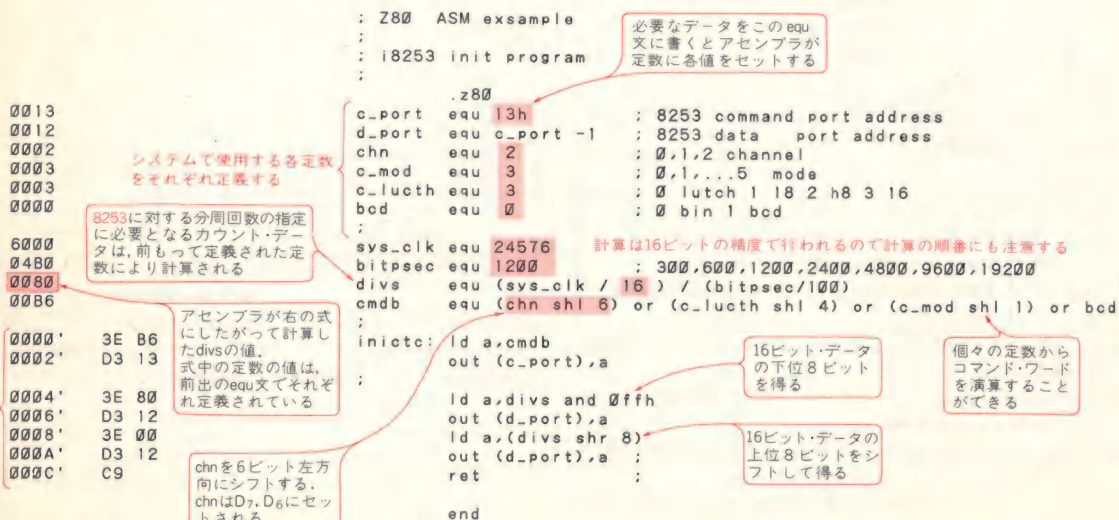 ; Z80 ASM exsample
;
; i8253 init program
;
.z80
必要なデータをこのequ
文に書くとアセンブラが
定数に各値をセットする
0013 c_port equ 13h ; 8253 command port address
0012 d_port equ c_port -1 ; 8253 data port address
0002 chn equ 2 ; 0,1,2 channel
0003 c_mod equ 3 ; 0,1,...5 mode
0003 c_lucth equ 3 ; 0 lutch 1 l8 2 h8 3 16
0000 bcd equ 0 ; 0 bin 1 bcd
;
システムで使用する各定数
をそれぞれ定義する
6000 sys_clk equ 24576 計算は16ビットの精度で行われるので計算の順番にも注意する
04B0 bitpsec equ 1200 ; 300,600,1200,2400,4800,9600,19200
0080 divs equ (sys_clk / 16 ) / (bitpsec/100)
00B6 cmdb equ (chn shl 6) or (c_lucth shl 4) or (c_mod shl 1) or bcd
;
8253に対する分周回数の指定
に必要となるカウント・デー
タは,前もって定義された定
数により計算される
アセンブラが右の式
にしたがって計算し
たdivsの値.
式中の定数の値は,
前出のequ文でそれぞ
れ定義されている
0000' 3E B6 inictc: ld a,cmdb
0002' D3 13 out (c_port),a
;
0004' 3E 80 ld a,divs and 0ffh
0006' D3 12 out (d_port),a
0008' 3E 00 ld a,(divs shr 8)
000A' D3 12 out (d_port),a ;
000C' C9 ret ;
end
16ビット・データ
の下位8ビット
を得る
個々の定数から
コマンド・ワード
を演算すること
ができる
16ビット・データの
上位8ビットをシ
フトして得る
chnを6ビット左方
向にシフトする.
chnはD7,D6にセッ
トされる